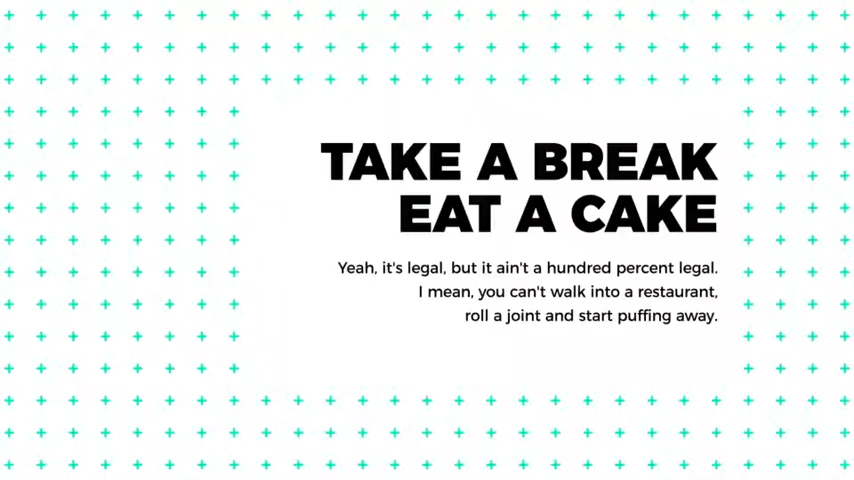 TAKE A BREAK
EAT A CAKE
Yeah, it's legal, but it ain't a hundred percent legal.
I mean, you can't walk into a restaurant,
roll a joint and start puffing away.